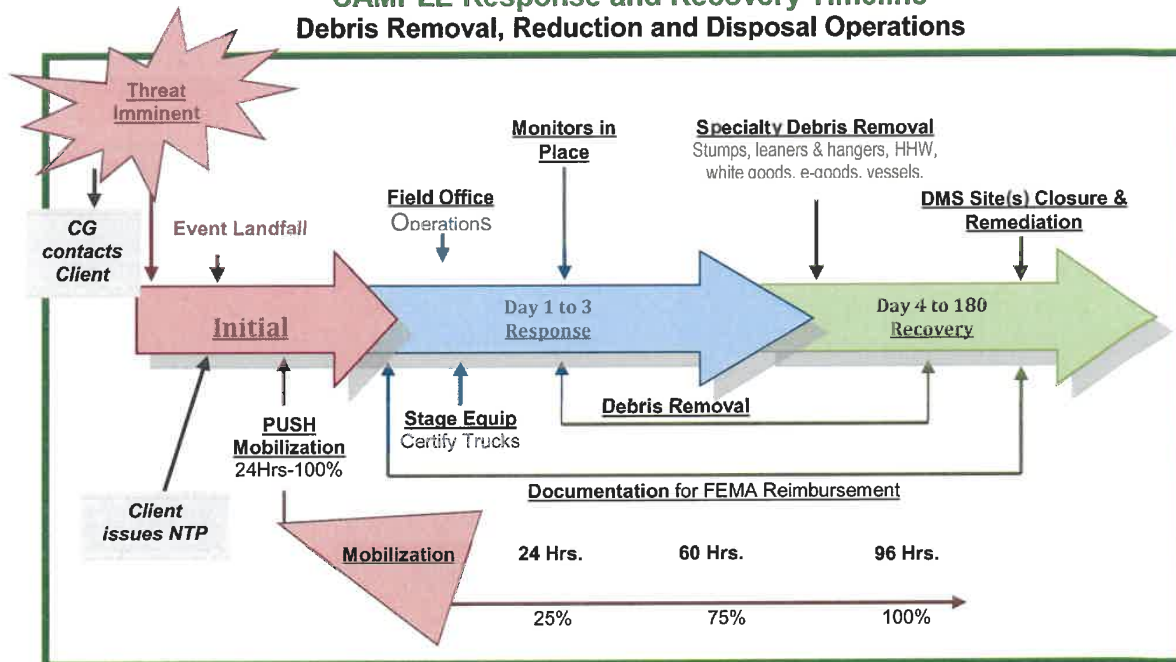 SAMPLE Response and Recovery Timeline
Debris Removal, Reduction and Disposal Operations
Threat
Imminent
CG
contacts
Client
Event Landfall
Field Office
Operations
Monitors in
Place
Specialty Debris Removal
Stumps, leaners & hangers, HHW,
white goods, e-goods, vessels.
DMS Site(s) Closure &
Remediation
Initial
Day 1 to 3
Response
Day 4 to 180
Recovery
PUSH
Mobilization
24Hrs-100%
Stage Equip
Certify Trucks
Debris Removal
Documentation for FEMA Reimbursement
Client
issues NTP
Mobilization
24 Hrs.
60 Hrs.
96 Hrs.
25%
75%
100%